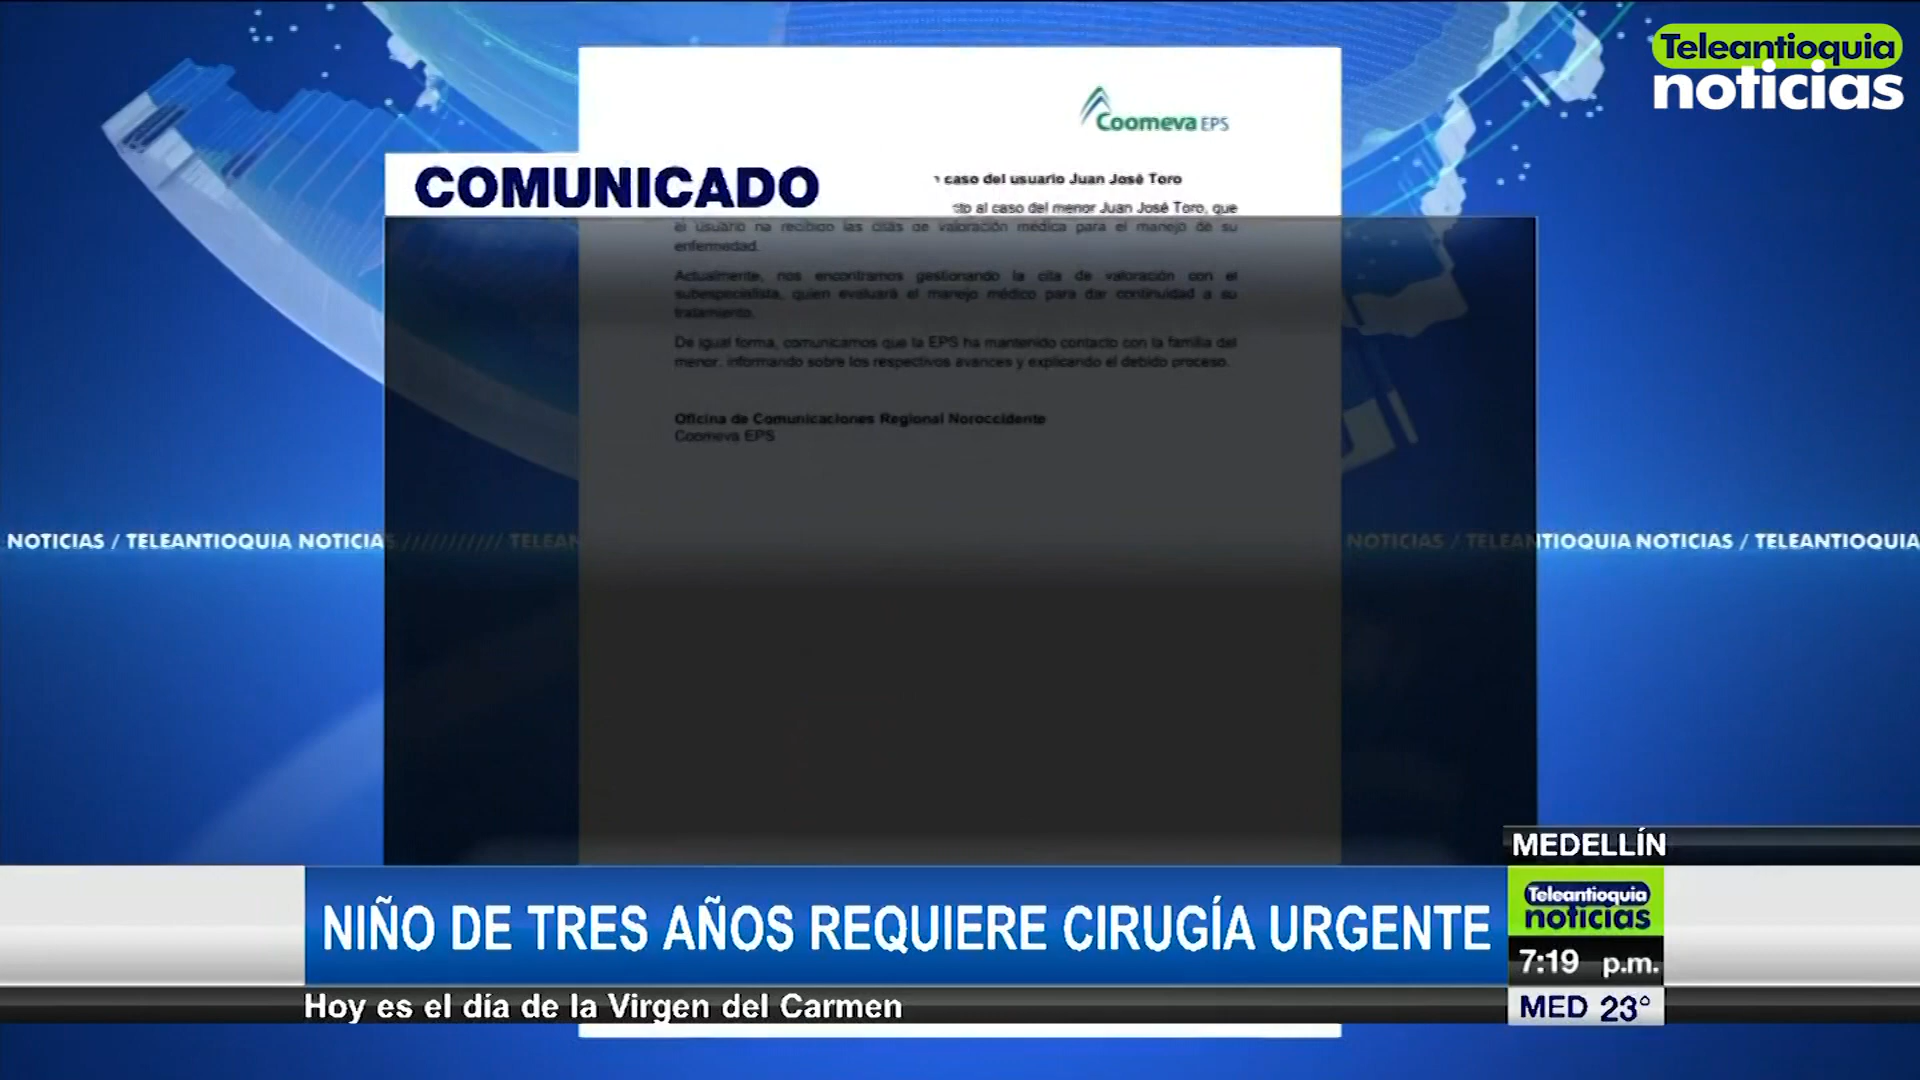 Teleantioquia
noticias
Coomeva EPS
COMUNICADO
caso del usuario Juan José Toro
al caso del menor Juan José Toro, que
el usuario ha recibido las citas de valoración médica para el manejo de su
enfermedad.
Actualmente, nos encontramos gestionando la cita de valoración con el
subespecialista, quien evaluará el manejo médico para dar continuidad a su
tratamiento.
De igual forma, comunicamos que la EPS ha mantenido contacto con la familia del
menor, informando sobre los respectivos avances y explicando el debido proceso.
Oficina de Comunicaciones Regional Noroccidente
Coomeva EPS
NOTICIAS / TELEANTIOQUIA NOTICIAS /////////// TELEAN
NOTICIAS / TELEANTIOQUIA NOTICIAS / TELEANTIOQUIA
MEDELLÍN
NIÑO DE TRES AÑOS REQUIERE CIRUGÍA URGENTE
Teleantioquia
noticias
7:19 p.m.
Hoy es el día de la Virgen del Carmen
MED 23°